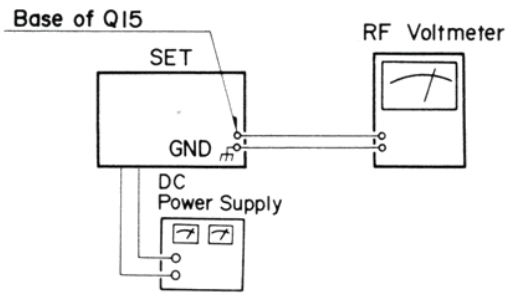 Base of Q15
RF Voltmeter
SET
GND
DC
Power Supply